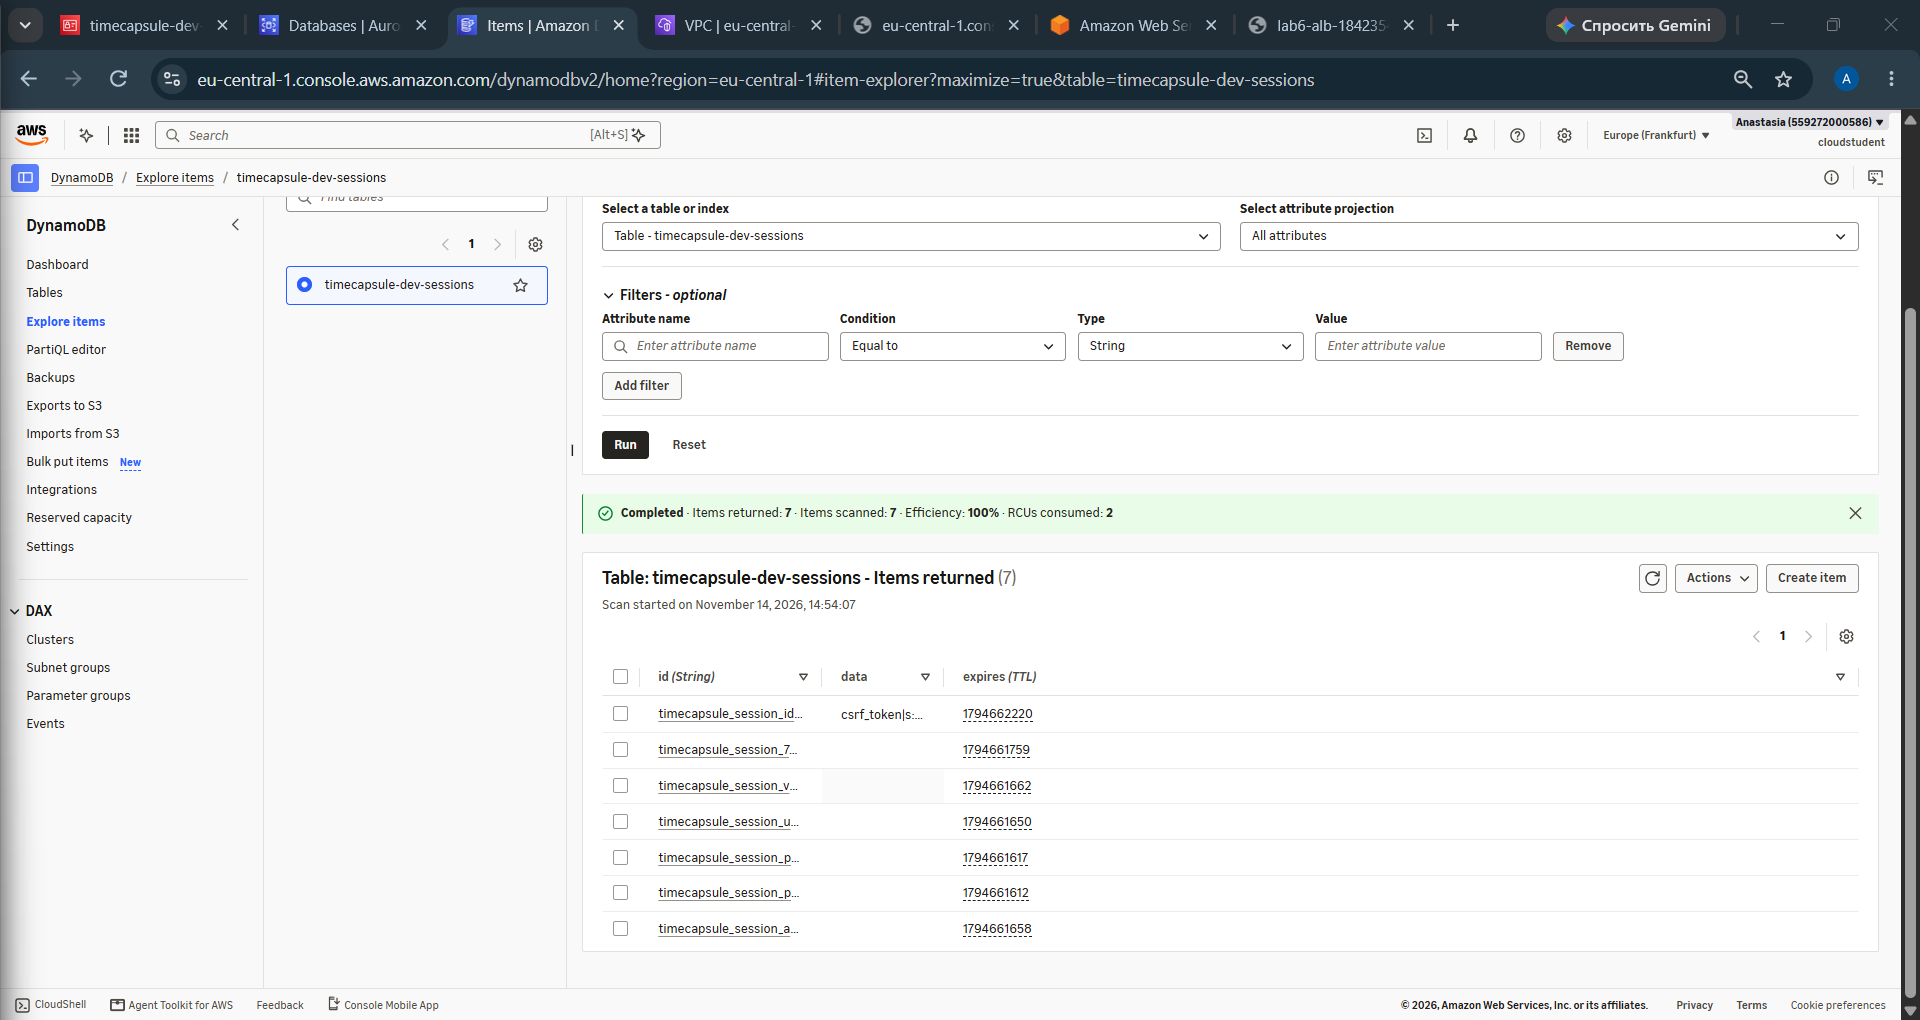 timecapsule-dev-
Databases | Auro
Items | Amazon D
VPC | eu-central-
eu-central-1.con
Amazon Web Se
lab6-alb-184235
Спросить Gemini
eu-central-1.console.aws.amazon.com/dynamodbv2/home?region=eu-central-1#item-explorer?maximize=true&table=timecapsule-dev-sessions
A
aws
Search
[Alt+S]
Europe (Frankfurt)
Anastasia (559272000586)
cloudstudent
DynamoDB / Explore items / timecapsule-dev-sessions
DynamoDB
Dashboard
Tables
Explore items
PartiQL editor
Backups
Exports to S3
Imports from S3
Bulk put items New
Integrations
Reserved capacity
Settings
DAX
Clusters
Subnet groups
Parameter groups
Events
Find tables
1
timecapsule-dev-sessions
Select a table or index
Table - timecapsule-dev-sessions
Select attribute projection
All attributes
Filters - optional
Attribute name Condition Type Value
Enter attribute name Equal to String Enter attribute value Remove
Add filter
Run Reset
Completed · Items returned: 7 · Items scanned: 7 · Efficiency: 100% · RCUs consumed: 2
Table: timecapsule-dev-sessions - Items returned (7)
Scan started on November 14, 2026, 14:54:07
Actions
Create item
1
id (String) data expires (TTL)
timecapsule_session_id... csrf_token|s:... 1794662220
timecapsule_session_7... 1794661759
timecapsule_session_v... 1794661662
timecapsule_session_u... 1794661650
timecapsule_session_p... 1794661617
timecapsule_session_p... 1794661612
timecapsule_session_a... 1794661658
CloudShell Agent Toolkit for AWS Feedback Console Mobile App
© 2026, Amazon Web Services, Inc. or its affiliates. Privacy Terms Cookie preferences